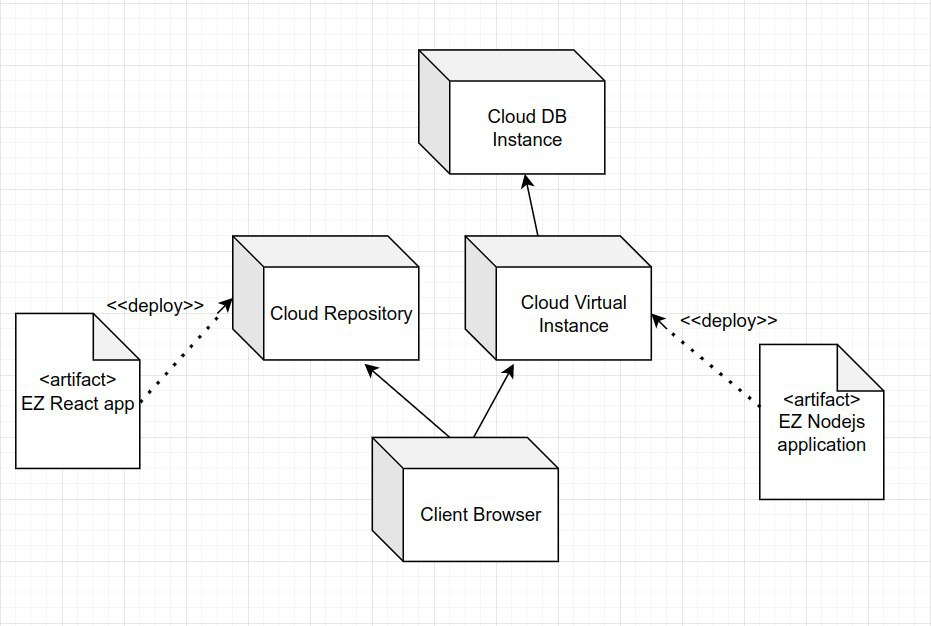 Cloud DB
Instance
Cloud Repository
Cloud Virtual
Instance
<<deploy>>
<<deploy>>
<artifact>
EZ React app
<artifact>
EZ Nodejs
application
Client Browser